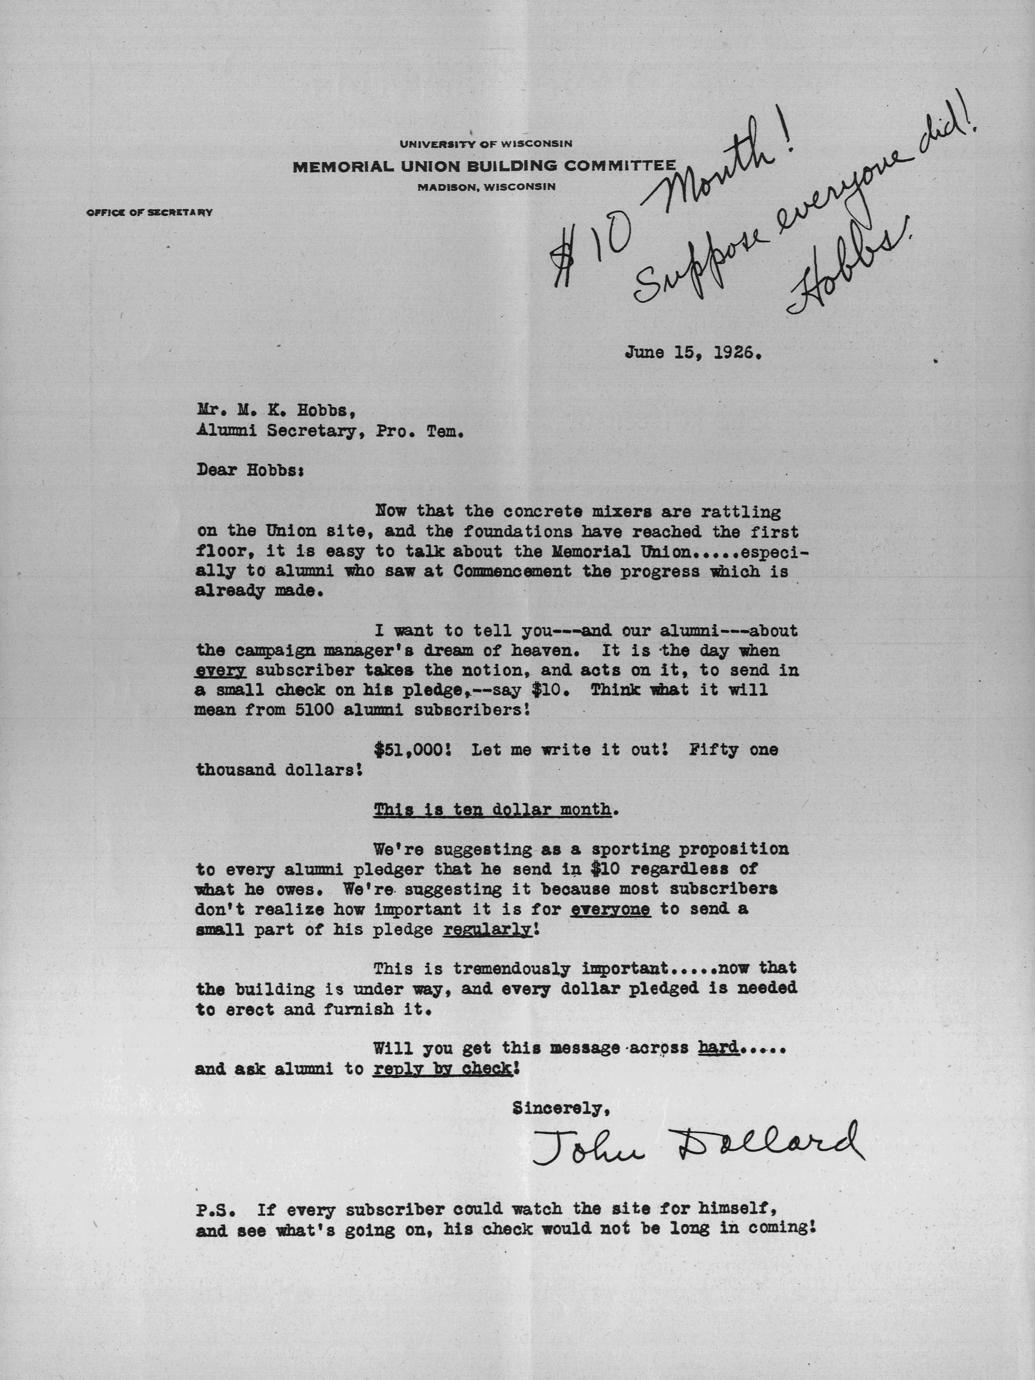 UNIVERSITY OF WISCONSIN
MEMORIAL UNION BUILDING COMMITTEE
MADISON, WISCONSIN
OFFICE OF SECRETARY
$10 Month!
Suppose everyone did!
Hobbs.
June 15, 1926.
Mr. M. K. Hobbs,
Alumni Secretary, Pro. Tem.
Dear Hobbs:
Now that the concrete mixers are rattling
on the Union site, and the foundations have reached the first
floor, it is easy to talk about the Memorial Union.....especi-
ally to alumni who saw at Commencement the progress which is
already made.
I want to tell you---and our alumni---about
the campaign manager's dream of heaven. It is the day when
every subscriber takes the notion, and acts on it, to send in
a small check on his pledge,--say $10. Think what it will
mean from 5100 alumni subscribers!
$51,000! Let me write it out! Fifty one
thousand dollars!
This is ten dollar month.
We're suggesting as a sporting proposition
to every alumni pledger that he send in $10 regardless of
what he owes. We're suggesting it because most subscribers
don't realize how important it is for everyone to send a
small part of his pledge regularly!
This is tremendously important.....now that
the building is under way, and every dollar pledged is needed
to erect and furnish it.
Will you get this message across hard.....
and ask alumni to reply by check!
Sincerely,
John Dollard
P.S. If every subscriber could watch the site for himself,
and see what's going on, his check would not be long in coming!